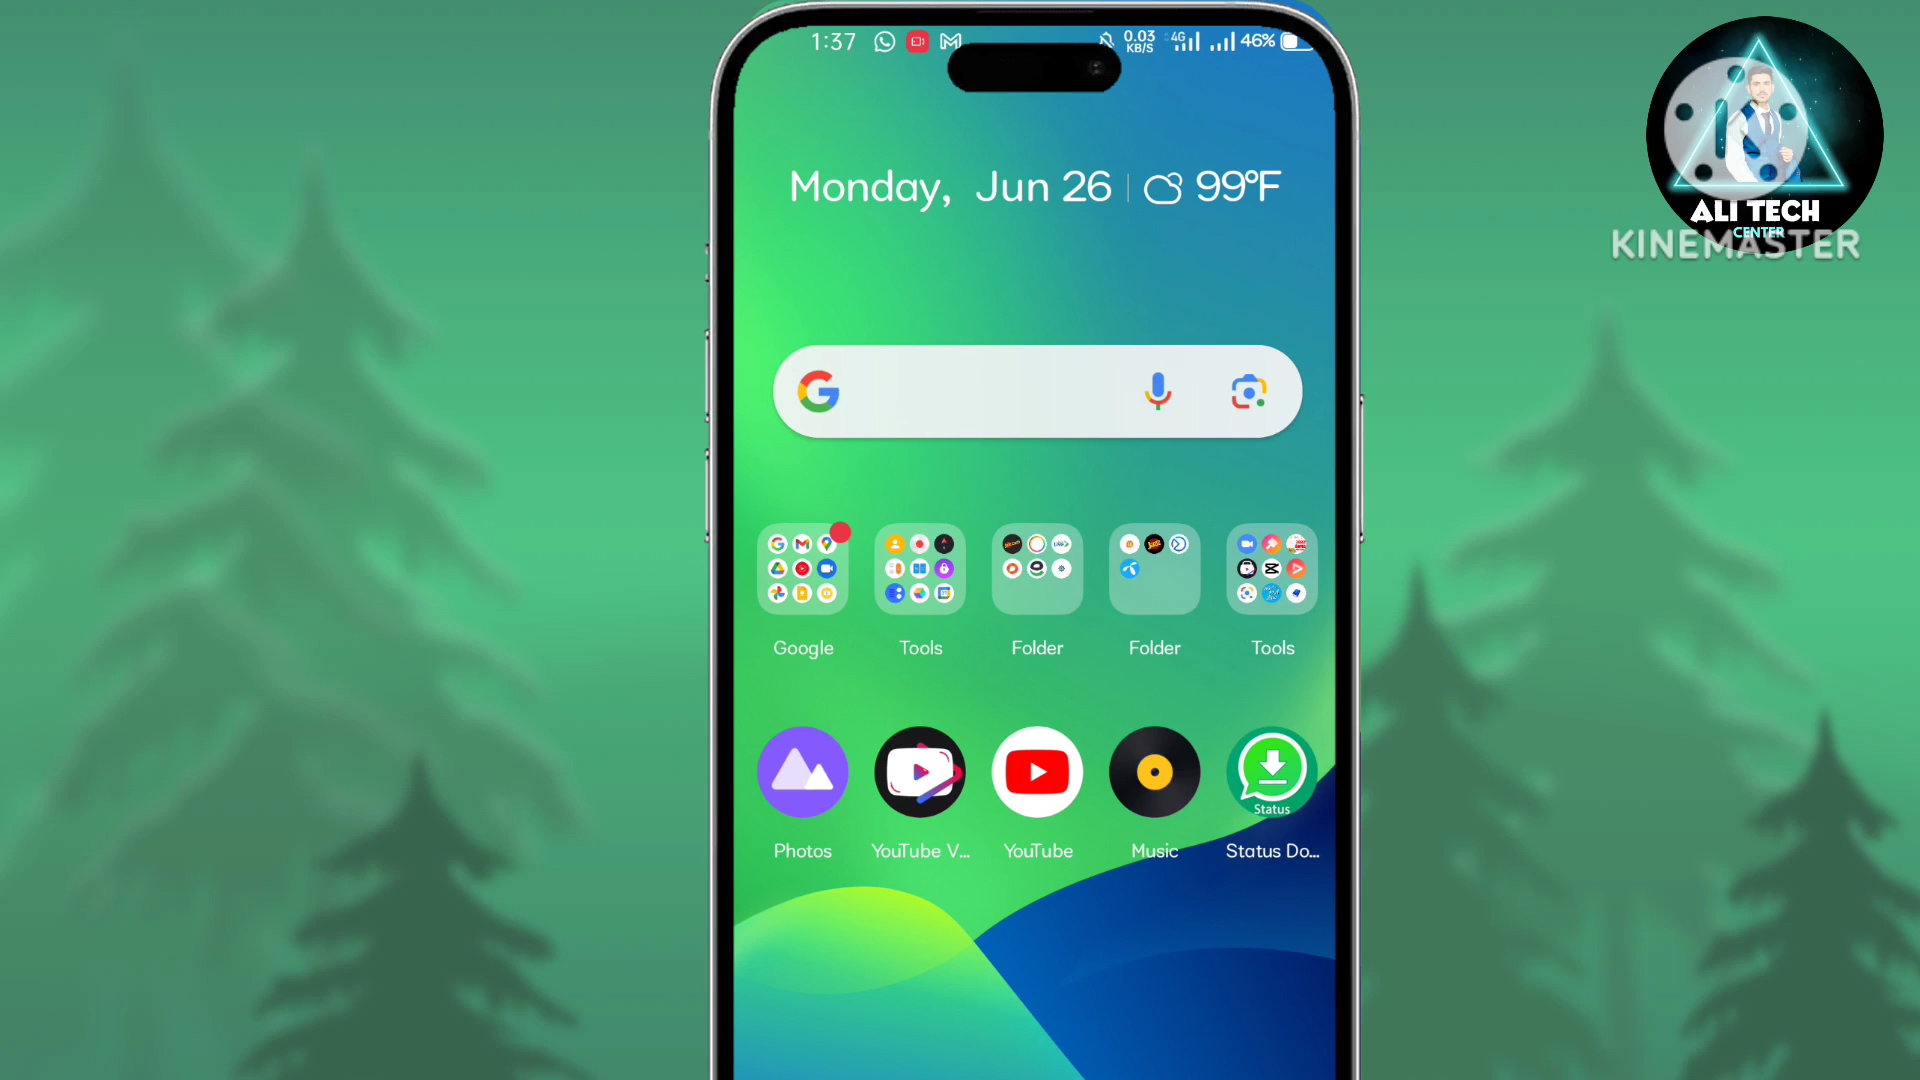 1:37
0.03
KB/S
4G
46%
Monday, Jun 26
99°F
ALI TECH
CENTER
KINEMASTER
Google
Tools
Folder
Folder
Tools
Status
Photos
YouTube V...
YouTube
Music
Status Do...